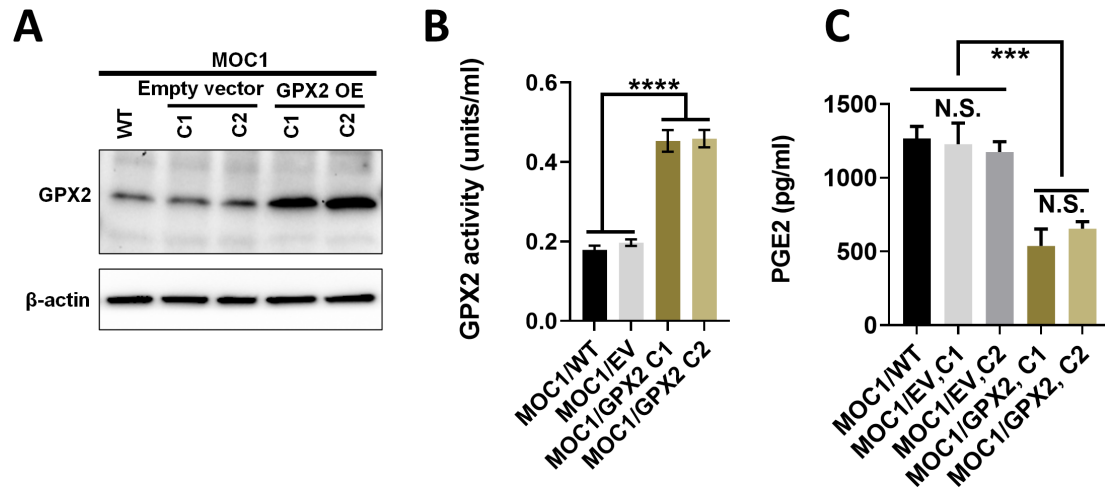 A
MOC1
Empty vector GPX2 OE
WT C1 C2 C1 C2
GPX2
β-actin
B
GPX2 activity (units/ml)
0.6
0.4
0.2
0.0
****
MOC1/WT
MOC1/EV
MOC1/GPX2 C1
MOC1/GPX2 C2
C
PGE2 (pg/ml)
1500
1000
500
0
***
N.S.
N.S.
MOC1/WT
MOC1/EV,C1
MOC1/EV,C2
MOC1/GPX2, C1
MOC1/GPX2, C2